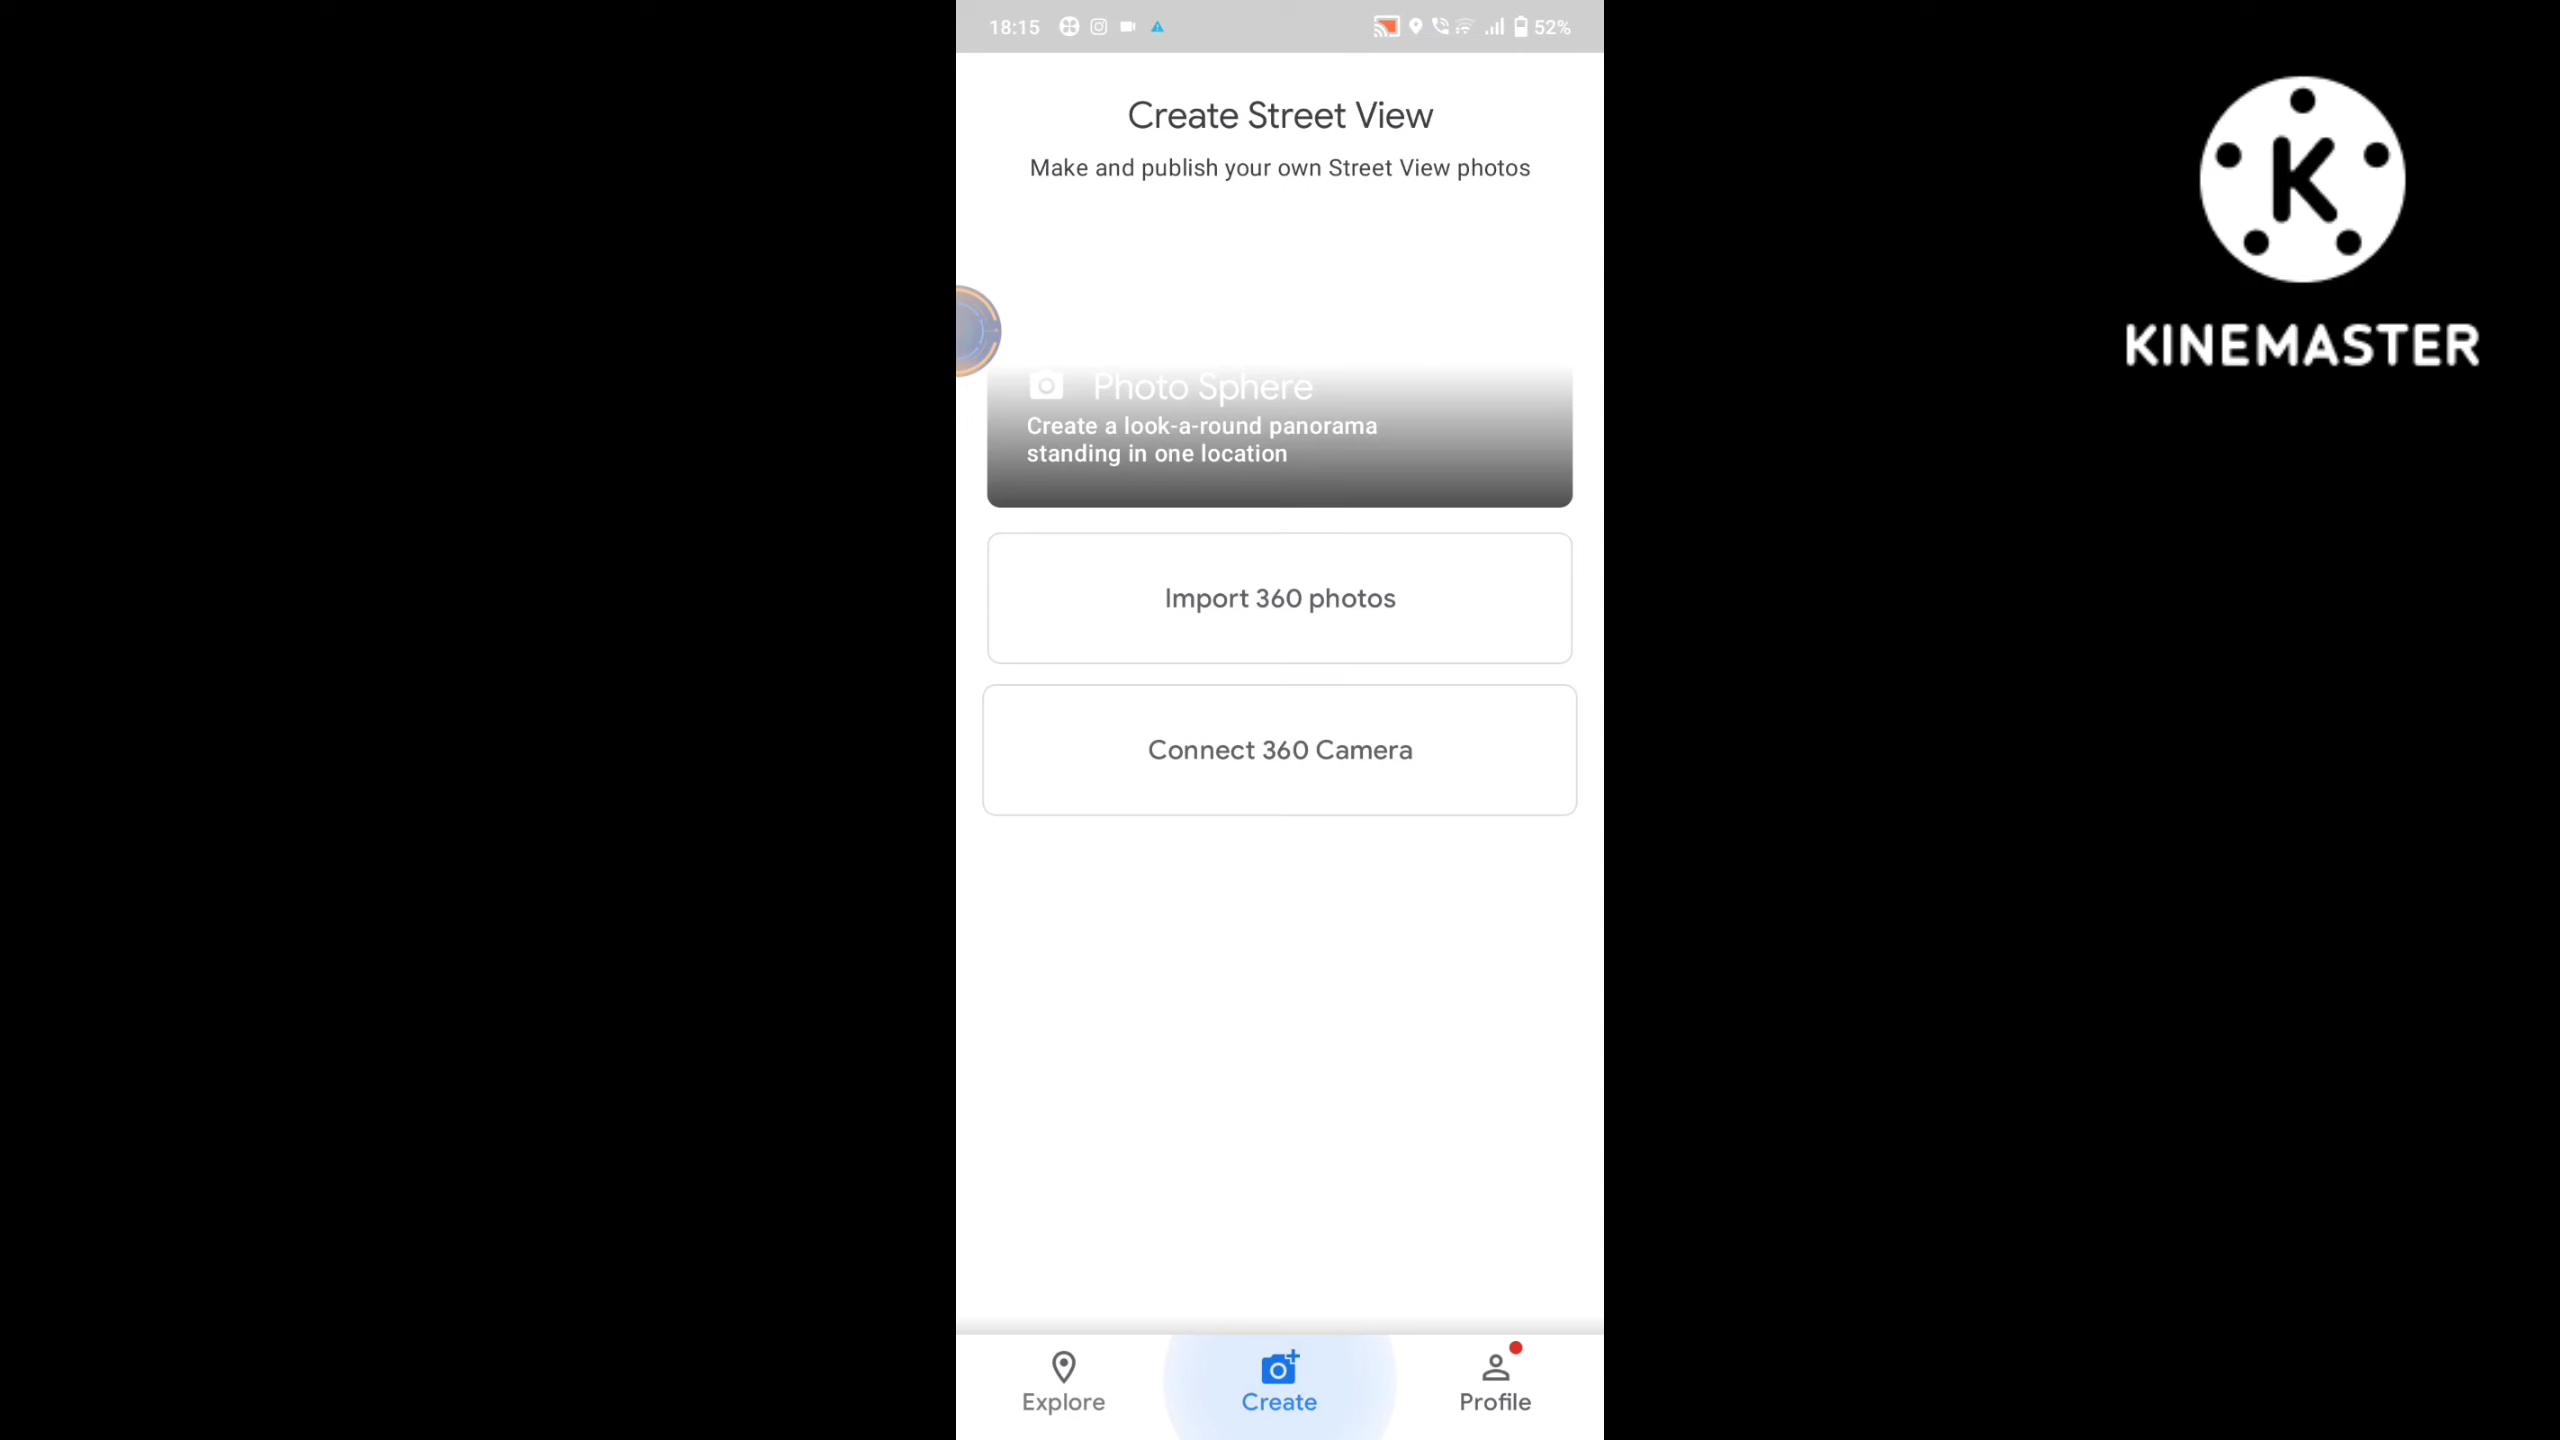 18:15
52%
Create Street View
Make and publish your own Street View photos
Photo Sphere
Create a look-a-round panorama
standing in one location
Import 360 photos
Connect 360 Camera
Explore
Create
Profile
K
KINEMASTER